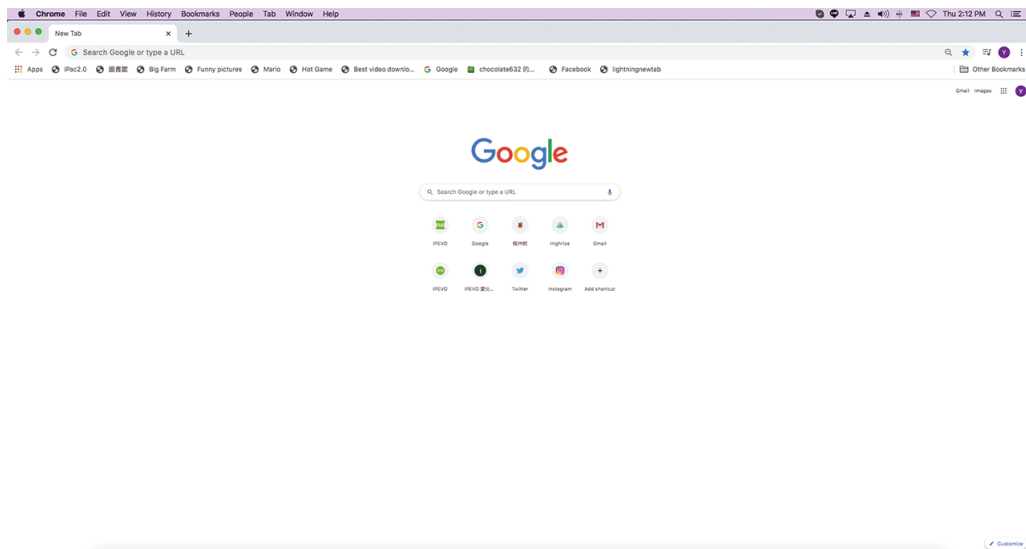 Chrome File Edit View History Bookmarks People Tab Window Help Thu 2:12 PM
New Tab
Search Google or type a URL Y
Apps iPac2.0 Big Farm Funny pictures Mario Hot Game Best video downlo... Google chocolate632 的... Facebook lightningnewtab Other Bookmarks
Gmail Images Y
Google
Search Google or type a URL
IPEVO Google Highrise Gmail
IPEVO IPEVO 愛比... Twitter Instagram Add shortcut
Customize